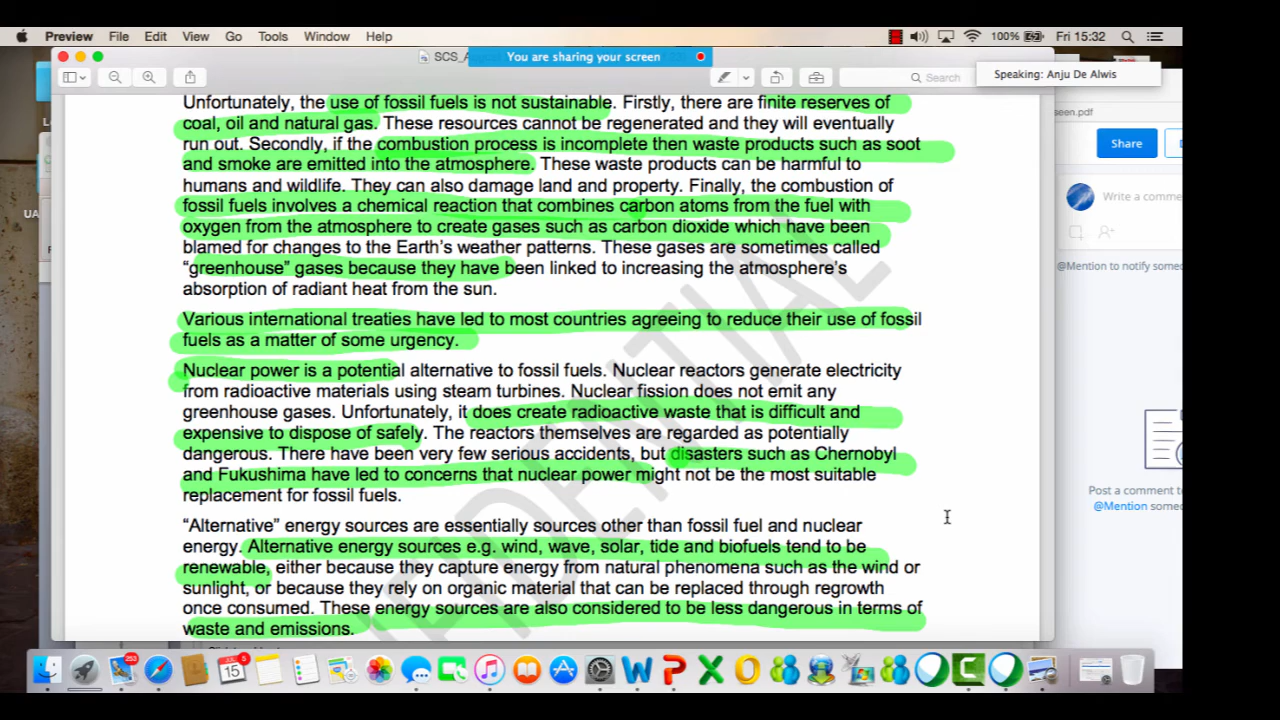 Preview File Edit View Go Tools Window Help 100% Fri 15:32
SCS_A
You are sharing your screen
Search
Speaking: Anju De Alwis
seen.pdf
Share
Write a comme
@Mention to notify someo
Post a comment to
@Mention someo
Unfortunately, the use of fossil fuels is not sustainable. Firstly, there are finite reserves of
coal, oil and natural gas. These resources cannot be regenerated and they will eventually
run out. Secondly, if the combustion process is incomplete then waste products such as soot
and smoke are emitted into the atmosphere. These waste products can be harmful to
humans and wildlife. They can also damage land and property. Finally, the combustion of
fossil fuels involves a chemical reaction that combines carbon atoms from the fuel with
oxygen from the atmosphere to create gases such as carbon dioxide which have been
blamed for changes to the Earth's weather patterns. These gases are sometimes called
“greenhouse” gases because they have been linked to increasing the atmosphere's
absorption of radiant heat from the sun.
Various international treaties have led to most countries agreeing to reduce their use of fossil
fuels as a matter of some urgency.
Nuclear power is a potential alternative to fossil fuels. Nuclear reactors generate electricity
from radioactive materials using steam turbines. Nuclear fission does not emit any
greenhouse gases. Unfortunately, it does create radioactive waste that is difficult and
expensive to dispose of safely. The reactors themselves are regarded as potentially
dangerous. There have been very few serious accidents, but disasters such as Chernobyl
and Fukushima have led to concerns that nuclear power might not be the most suitable
replacement for fossil fuels.
“Alternative” energy sources are essentially sources other than fossil fuel and nuclear
energy. Alternative energy sources e.g. wind, wave, solar, tide and biofuels tend to be
renewable, either because they capture energy from natural phenomena such as the wind or
sunlight, or because they rely on organic material that can be replaced through regrowth
once consumed. These energy sources are also considered to be less dangerous in terms of
waste and emissions.
UA
253
JUL 5
15